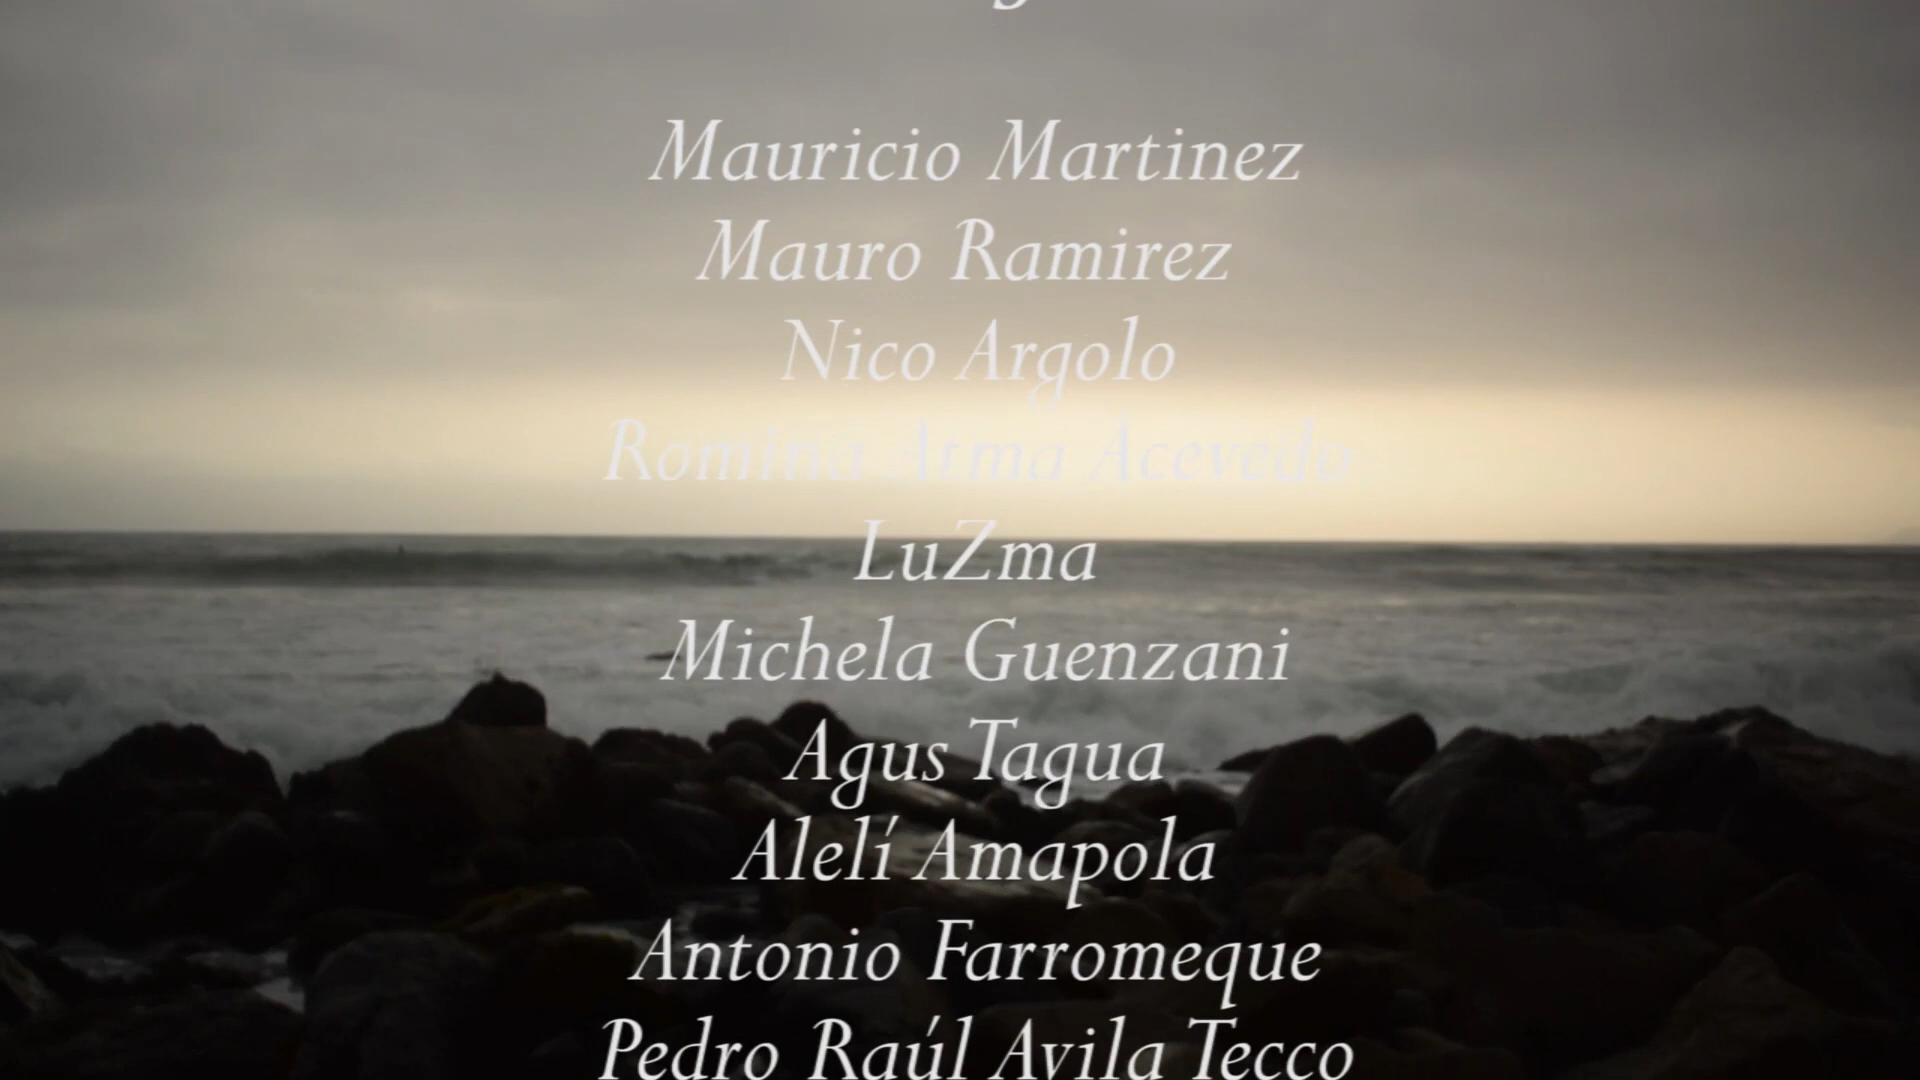 Mauricio Martinez
Mauro Ramirez
Nico Argolo
Romina Atma Acevedo
LuZma
Michela Guenzani
Agus Tagua
Alelí Amapola
Antonio Farromeque
Pedro Raúl Avila Tecco